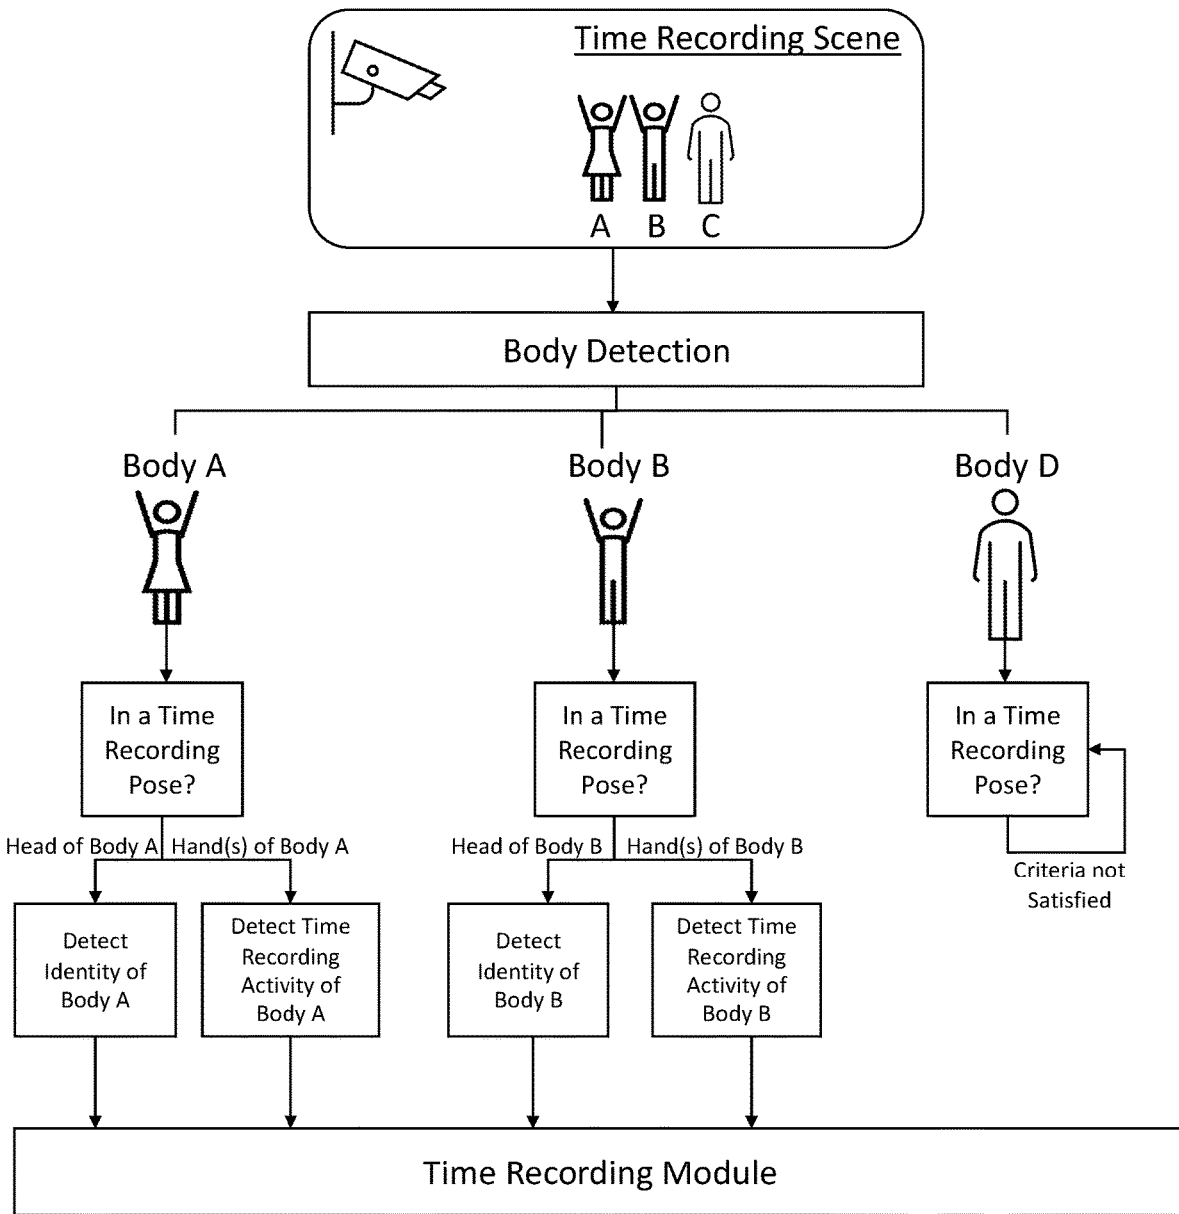 Time Recording Scene
A B C
Body Detection
Body A Body B Body D
In a Time
Recording
Pose?
In a Time
Recording
Pose?
In a Time
Recording
Pose?
Head of Body A Hand(s) of Body A
Head of Body B Hand(s) of Body B
Criteria not
Satisfied
Detect
Identity of
Body A
Detect Time
Recording
Activity of
Body A
Detect
Identity of
Body B
Detect Time
Recording
Activity of
Body B
Time Recording Module